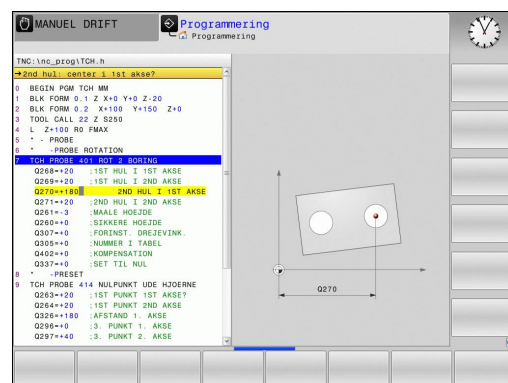 MANUEL DRIFT
Programmering
Programmering
TNC:\nc_prog\TCH.h
→2nd hul: center i 1st akse?
0 BEGIN PGM TCH MM
1 BLK FORM 0.1 Z X+0 Y+0 Z-20
2 BLK FORM 0.2 X+100 Y+150 Z+0
3 TOOL CALL 22 Z S250
4 L Z+100 R0 FMAX
5 * - PROBE
6 * -PROBE ROTATION
7 TCH PROBE 401 ROT 2 BORING
Q268=+20 ;1ST HUL I 1ST AKSE
Q269=+20 ;1ST HUL I 2ND AKSE
Q270=+180 2ND HUL I 1ST AKSE
Q271=+20 ;2ND HUL I 2ND AKSE
Q261=-3 ;MAALE HOEJDE
Q260=+0 ;SIKKERE HOEJDE
Q307=+0 ;FORINST. DREJEVINK.
Q305=+0 ;NUMMER I TABEL
Q402=+0 ;KOMPENSATION
Q337=+0 ;SET TIL NUL
8 * -PRESET
9 TCH PROBE 414 NULPUNKT UDE HJOERNE
Q263=+20 ;1ST PUNKT 1ST AKSE?
Q264=+20 ;1ST PUNKT 2ND AKSE
Q326=+180 ;AFSTAND 1. AKSE
Q296=+0 ;3. PUNKT 1. AKSE
Q297=+40 ;3. PUNKT 2. AKSE
Q270